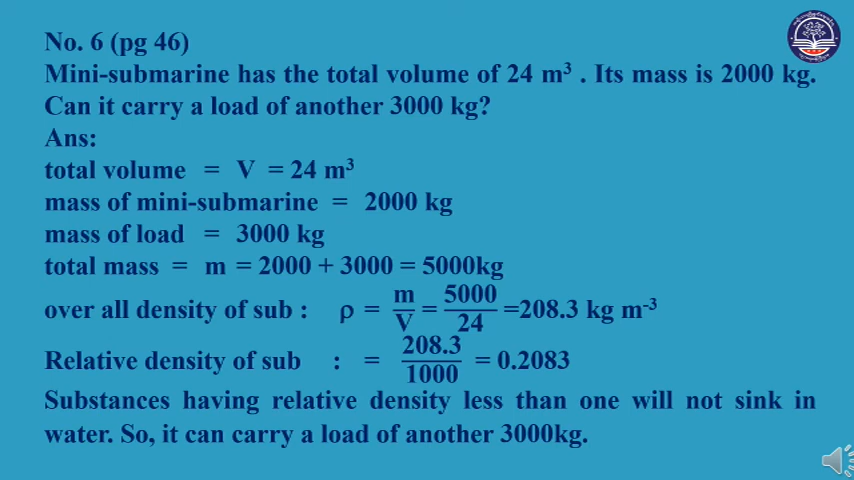 No. 6 (pg 46)
Mini-submarine has the total volume of 24 m³ . Its mass is 2000 kg.
Can it carry a load of another 3000 kg?
Ans:
total volume = V = 24 m³
mass of mini-submarine = 2000 kg
mass of load = 3000 kg
total mass = m = 2000 + 3000 = 5000kg
over all density of sub : ρ = m/V = 5000/24 =208.3 kg m⁻³
Relative density of sub : = 208.3/1000 = 0.2083
Substances having relative density less than one will not sink in
water. So, it can carry a load of another 3000kg.